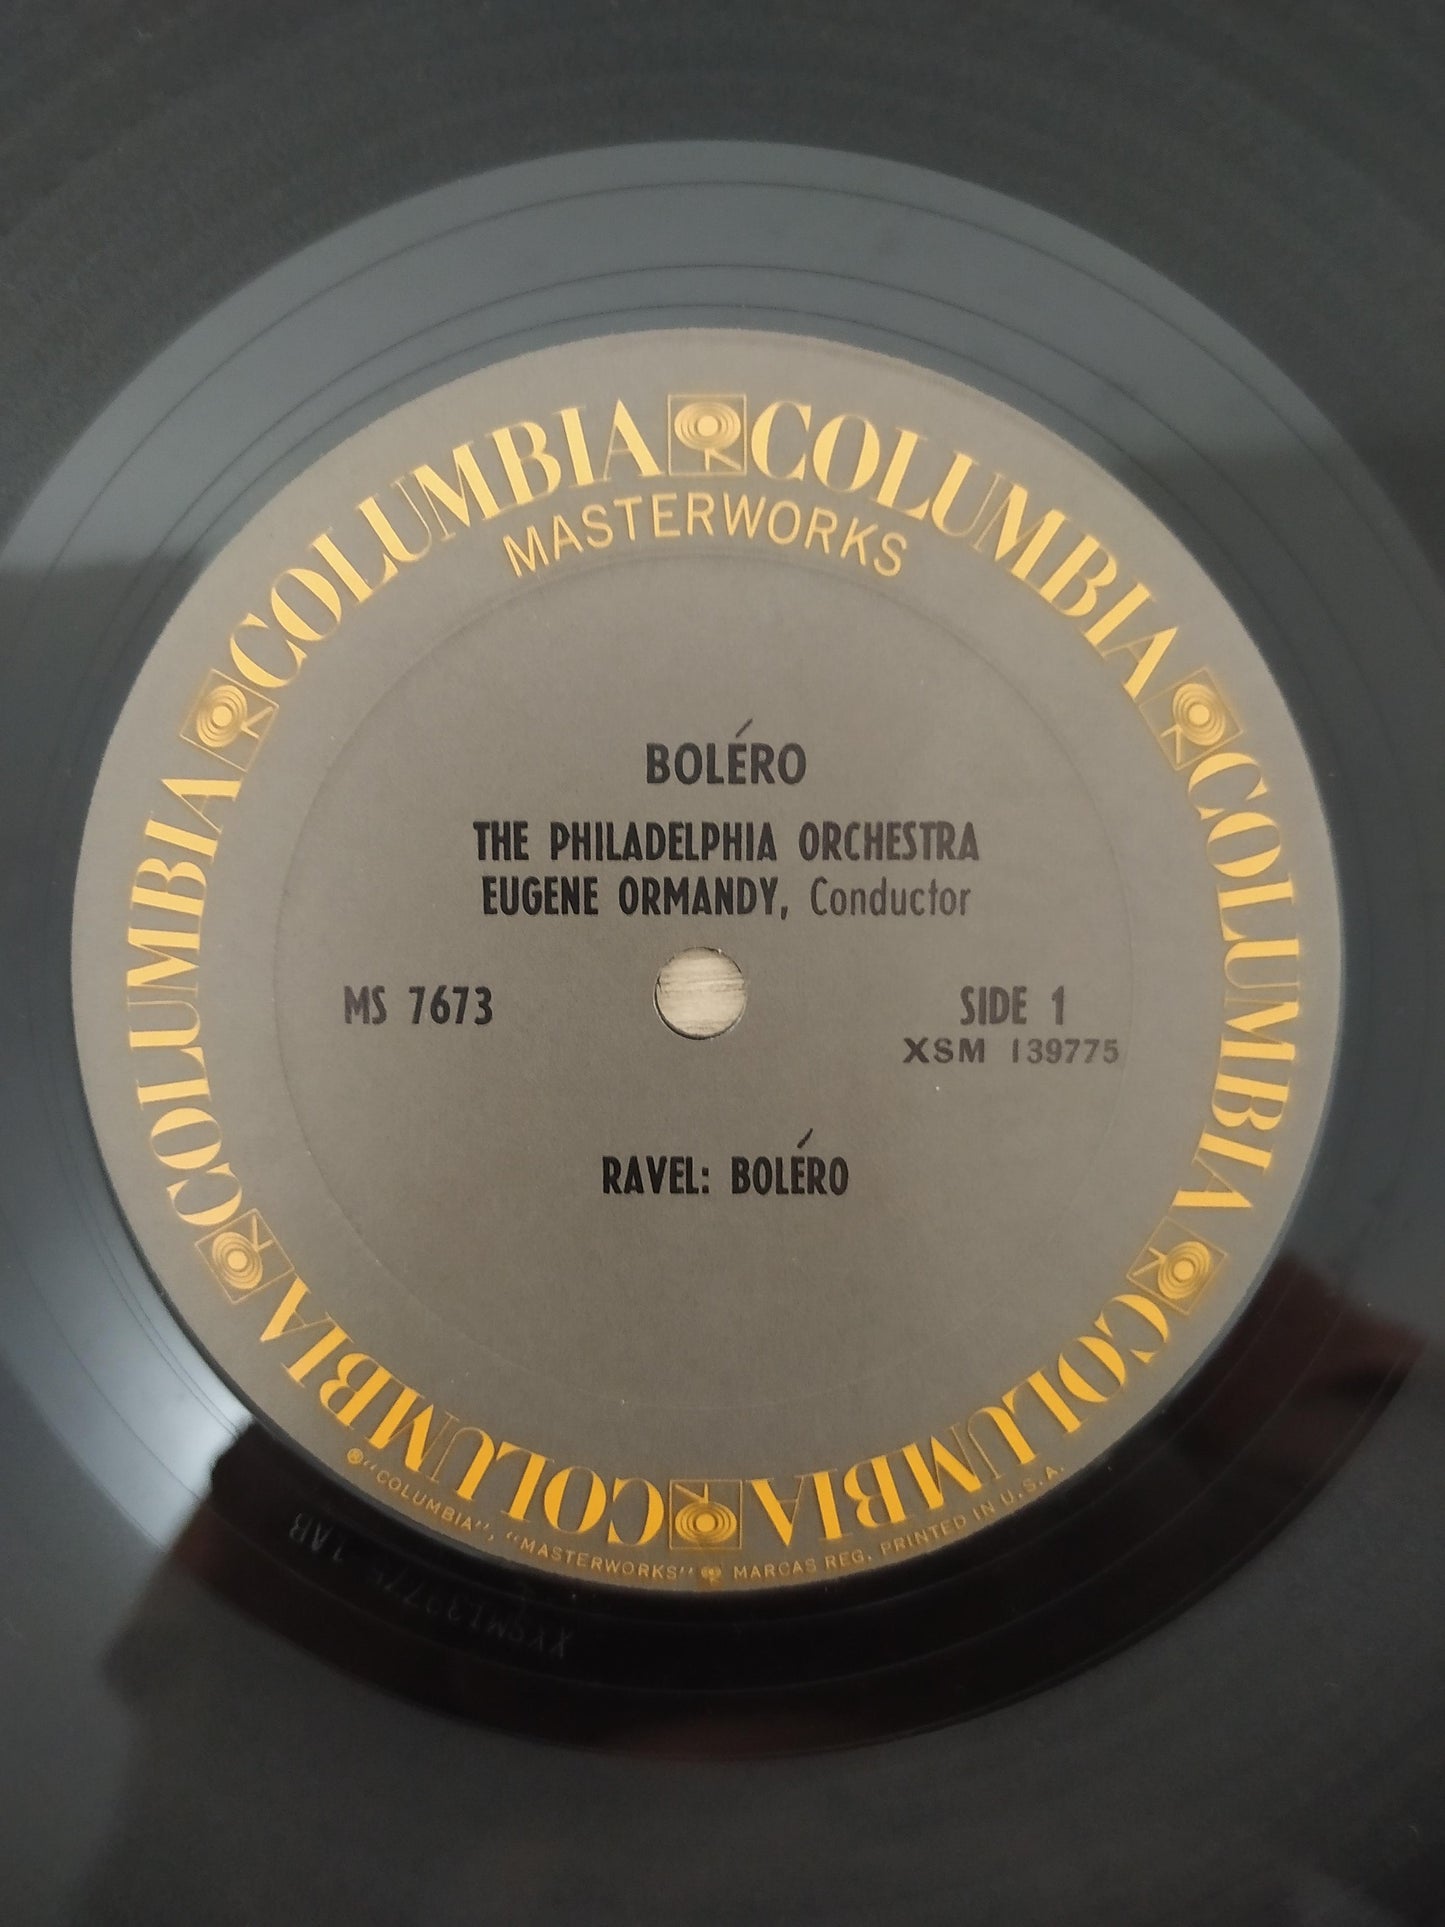 COLUMBIA COLUMBIA COLUMBIA COLUMBIA COLUMBIA COLUMBIA
MASTERWORKS
BOLÉRO
THE PHILADELPHIA ORCHESTRA
EUGENE ORMANDY, Conductor
MS 7673
SIDE 1
XSM 139775
RAVEL: BOLÉRO
®"COLUMBIA", "MASTERWORKS" MARCAS REG. PRINTED IN U.S.A.